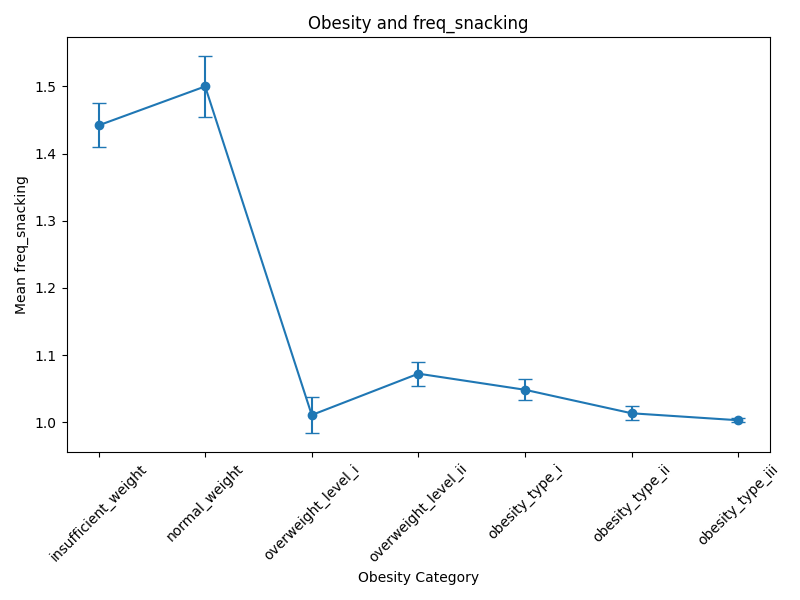 Obesity and freq_snacking
Mean freq_snacking
1.5
1.4
1.3
1.2
1.1
1.0
insufficient_weight
normal_weight
overweight_level_i
overweight_level_ii
obesity_type_i
obesity_type_ii
obesity_type_iii
Obesity Category